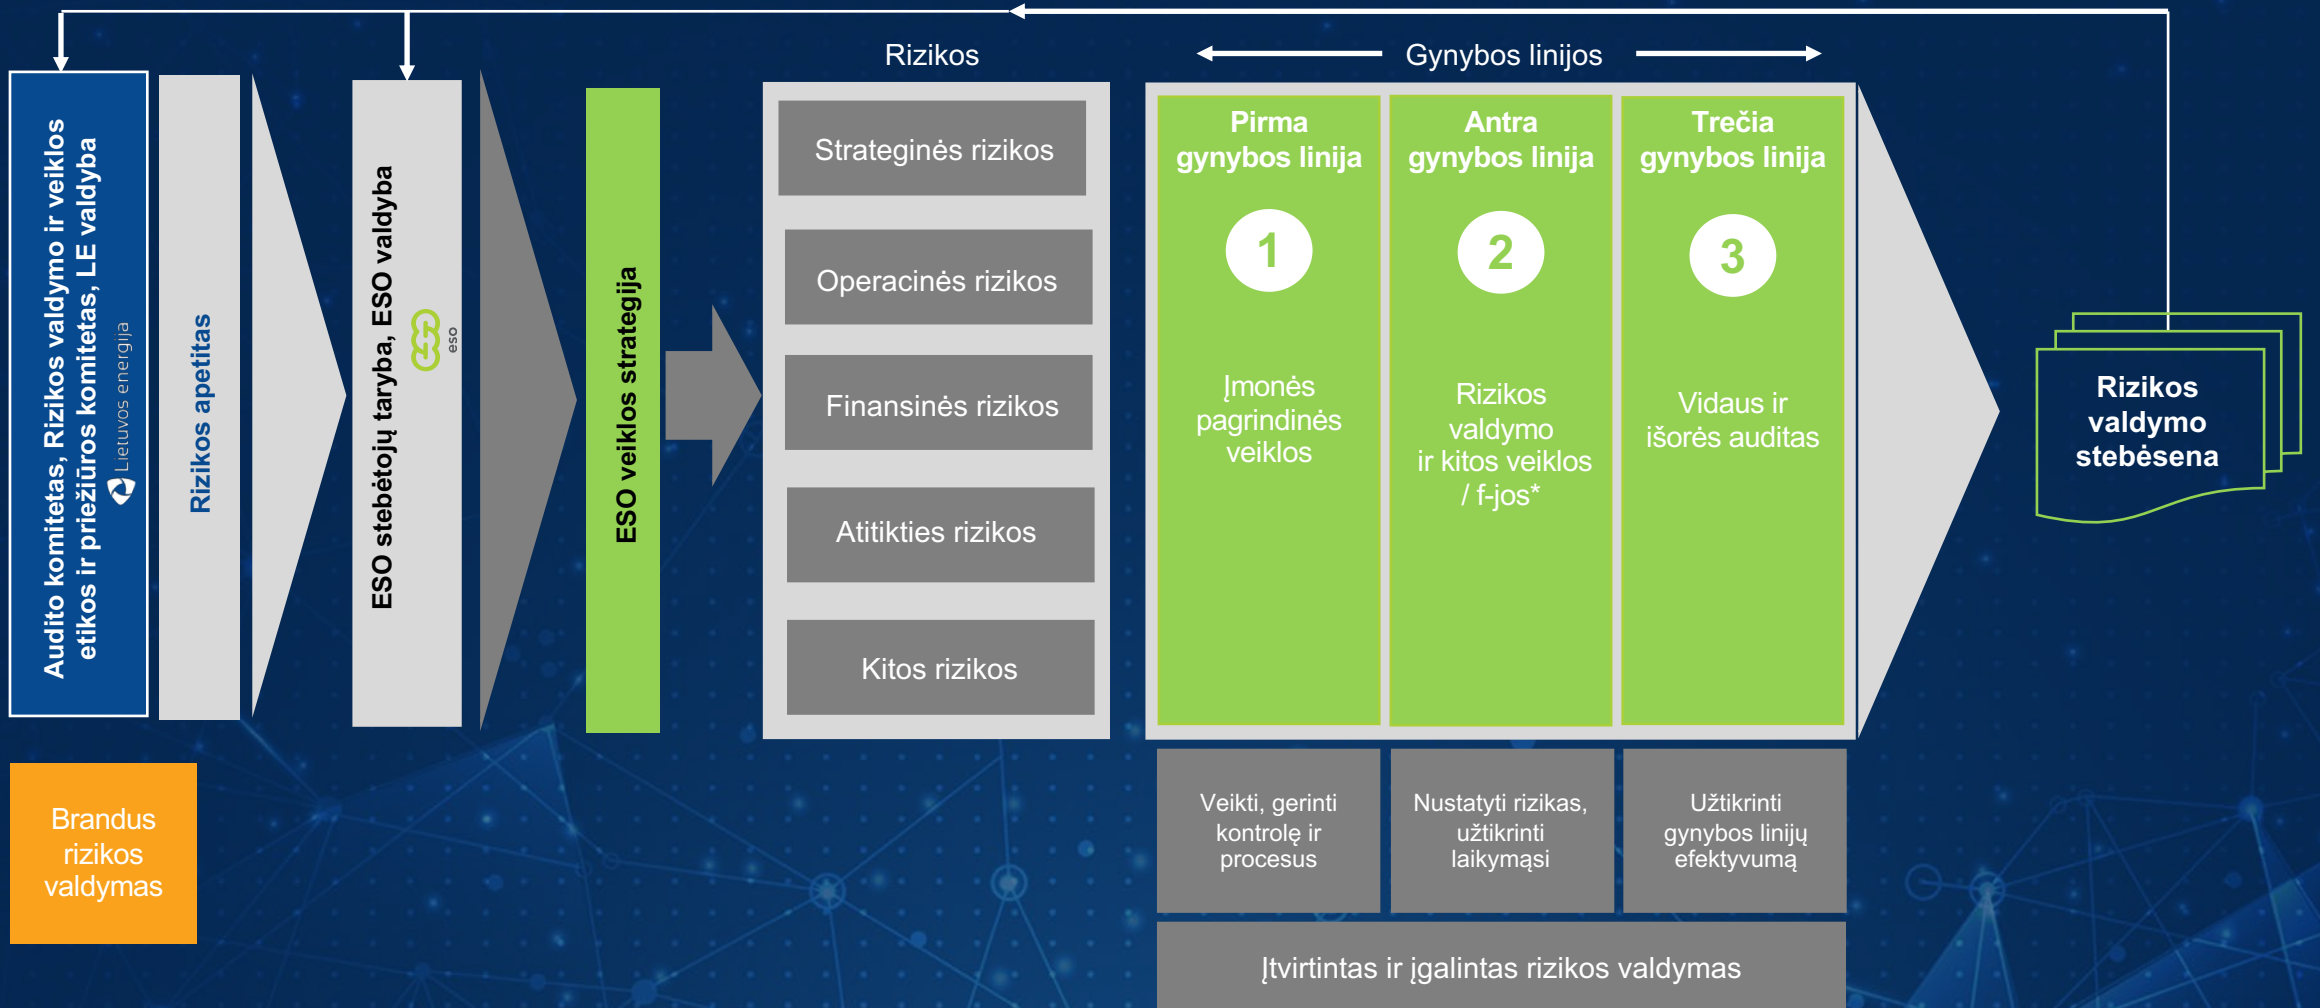 Audito komitetas, Rizikos valdymo ir veiklos
etikos ir priežiūros komitetas, LE valdyba
Lietuvos energija
Rizikos apetitas
ESO stebėtojų taryba, ESO valdyba
eso
ESO veiklos strategija
Rizikos
Strateginės rizikos
Operacinės rizikos
Finansinės rizikos
Atitikties rizikos
Kitos rizikos
Gynybos linijos
Pirma
gynybos linija
1
Įmonės
pagrindinės
veiklos
Antra
gynybos linija
2
Rizikos
valdymo
ir kitos veiklos
/ f-jos*
Trečia
gynybos linija
3
Vidaus ir
išorės auditas
Rizikos
valdymo
stebėsena
Brandus
rizikos
valdymas
Veikti, gerinti
kontrolę ir
procesus
Nustatyti rizikas,
užtikrinti
laikymąsi
Užtikrinti
gynybos linijų
efektyvumą
Įtvirtintas ir įgalintas rizikos valdymas